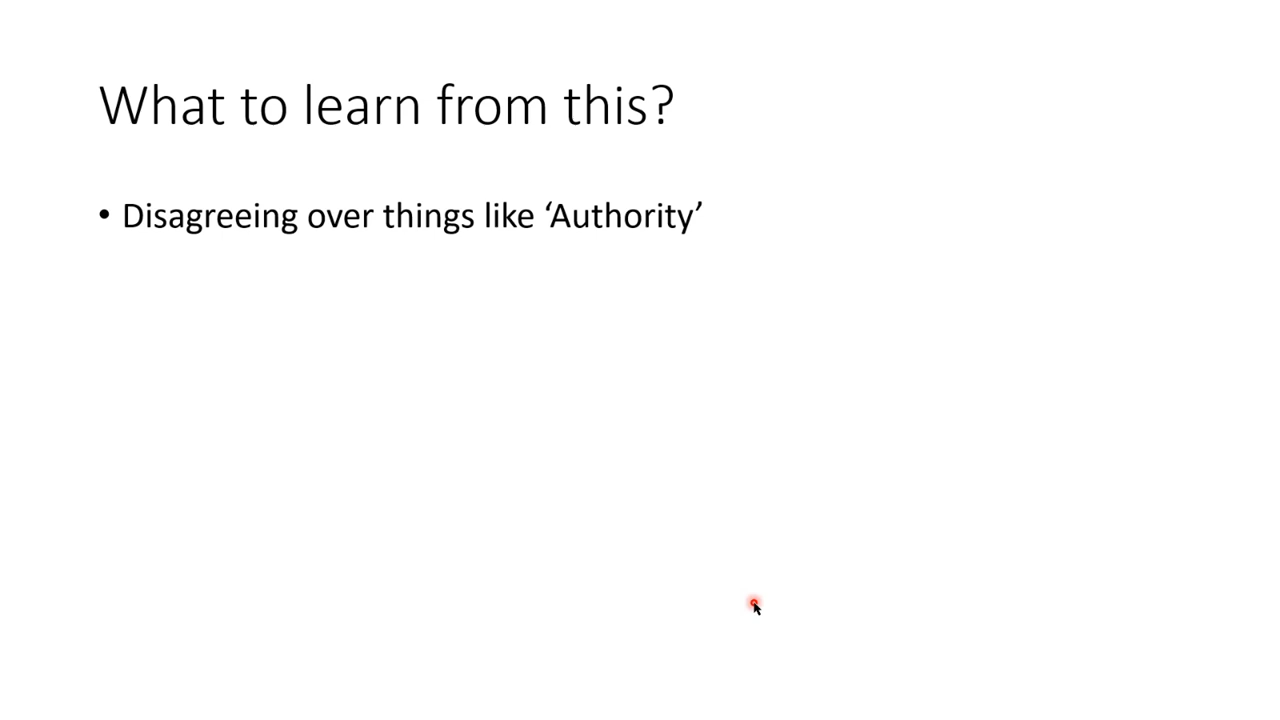 What to learn from this?
• Disagreeing over things like ‘Authority’